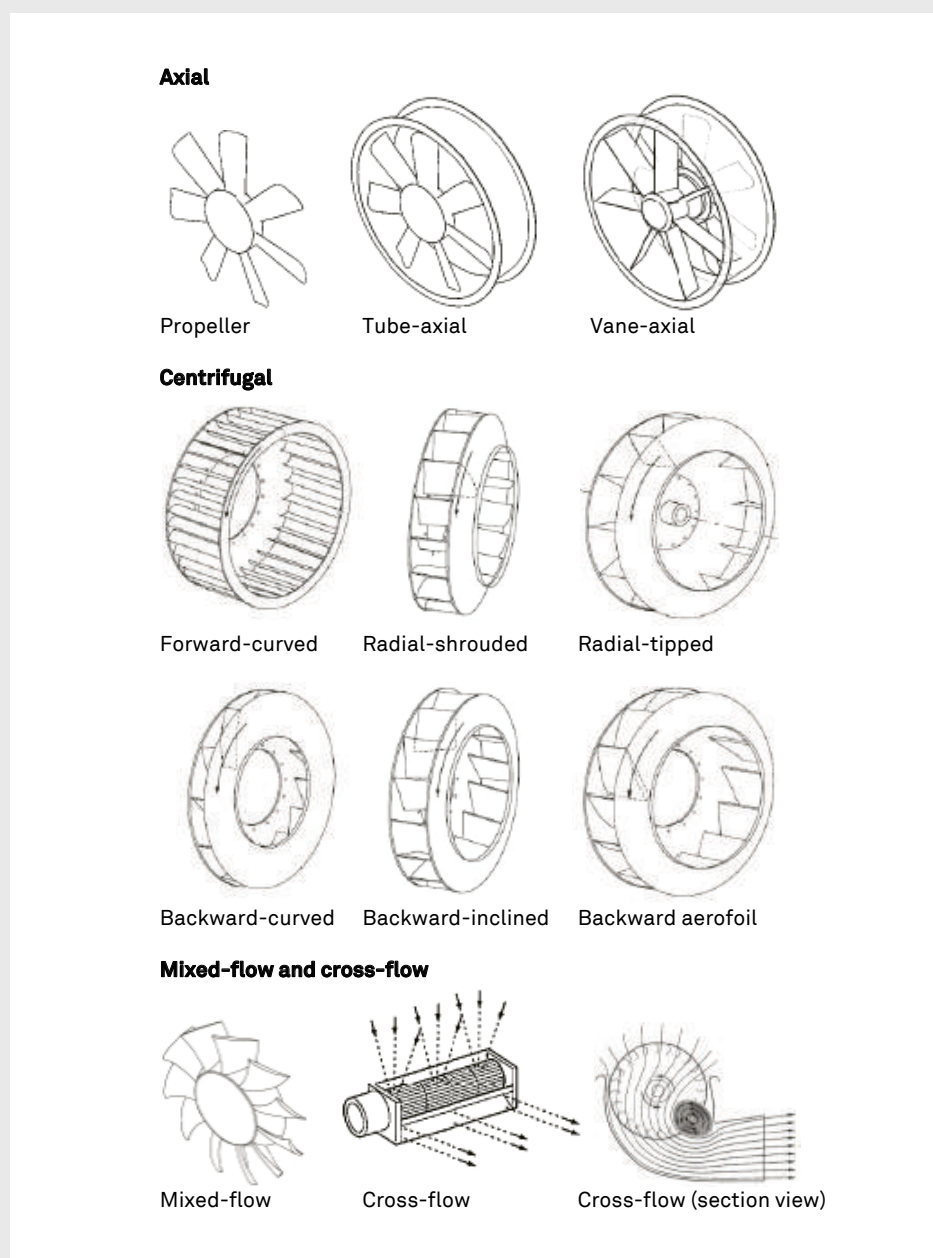 Axial
Propeller Tube-axial Vane-axial
Centrifugal
Forward-curved Radial-shrouded Radial-tipped
Backward-curved Backward-inclined Backward aerofoil
Mixed-flow and cross-flow
Mixed-flow Cross-flow Cross-flow (section view)